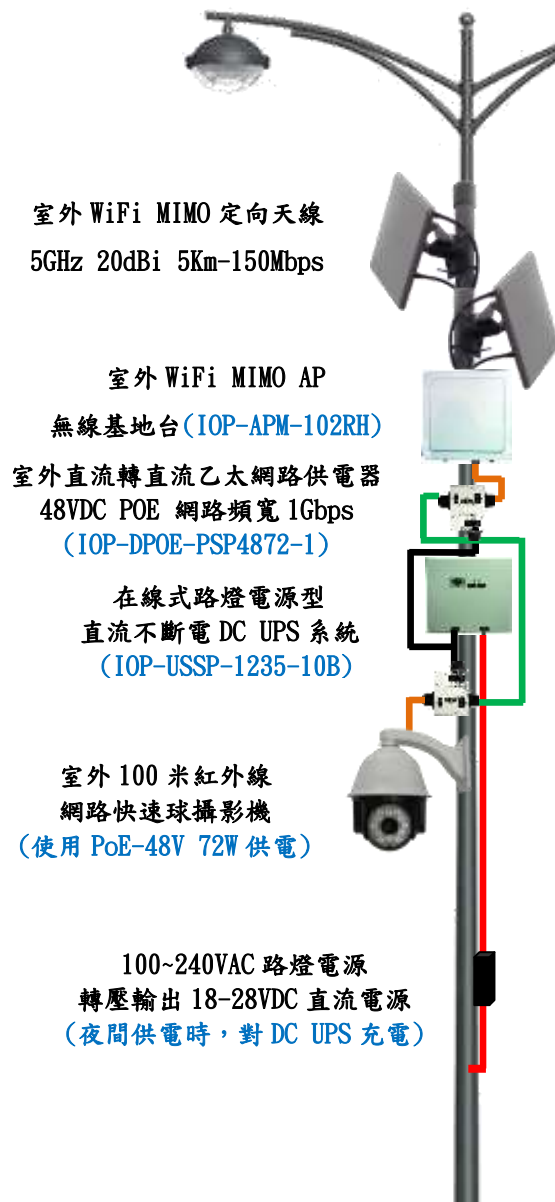 室外 WiFi MIMO 定向天線
5GHz 20dBi 5Km-150Mbps
室外 WiFi MIMO AP
無線基地台(IOP-APM-102RH)
室外直流轉直流乙太網路供電器
48VDC POE 網路頻寬 1Gbps
(IOP-DPOE-PSP4872-1)
在線式路燈電源型
直流不斷電 DC UPS 系統
(IOP-USSP-1235-10B)
室外 100 米紅外線
網路快速球攝影機
(使用 PoE-48V 72W 供電)
100~240VAC 路燈電源
轉壓輸出 18-28VDC 直流電源
(夜間供電時，對 DC UPS 充電)